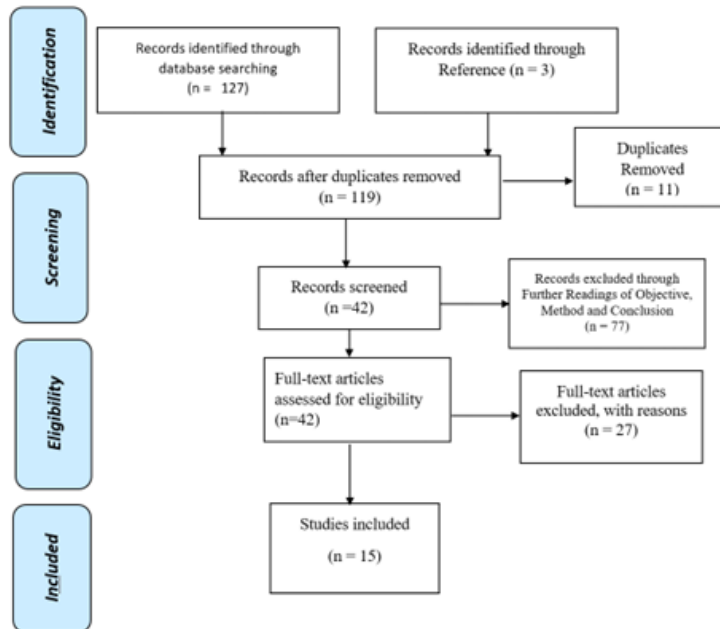 Identification
Records identified through
database searching
(n = 127)
Records identified through
Reference (n = 3)
Duplicates
Removed
(n = 11)
Records after duplicates removed
(n = 119)
Screening
Records screened
(n =42)
Records excluded through
Further Readings of Objective,
Method and Conclusion
(n = 77)
Eligibility
Full-text articles
assessed for eligibility
(n=42)
Full-text articles
excluded, with reasons
(n = 27)
Included
Studies included
(n = 15)